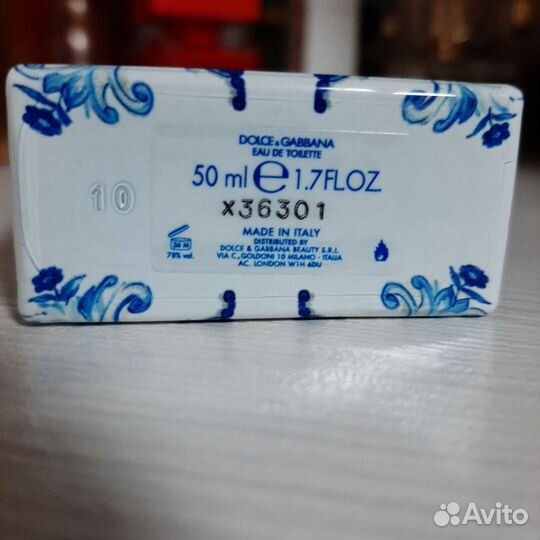 DOLCE & GABBANA
EAU DE TOILETTE
50 ml e 1.7FLOZ
10
x36301
MADE IN ITALY
36 M
78% vol.
DISTRIBUTED BY
DOLCE & GABBANA BEAUTY S.R.L.
VIA C, GOLDONI 10 MILANO - ITALIA
AC. LONDON W1H 6DU
Avito